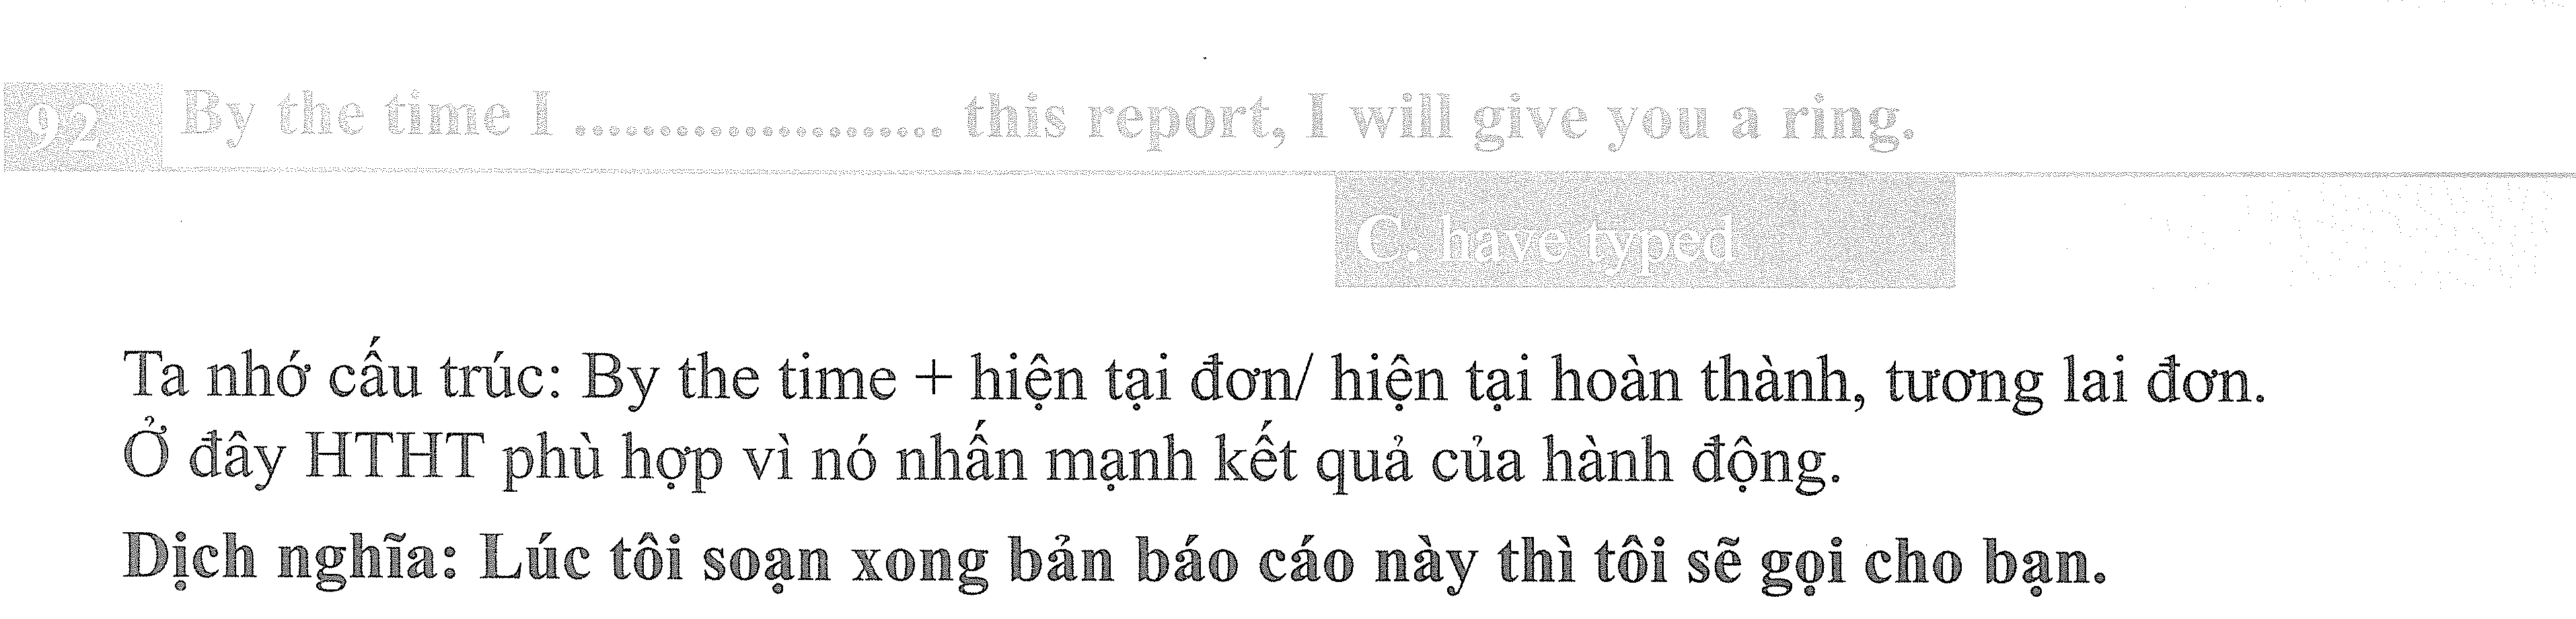 92 By the time I ...................... this report, I will give you a ring.
C. have typed
Ta nhớ cấu trúc: By the time + hiện tại đơn/ hiện tại hoàn thành, tương lai đơn.
Ở đây HTHT phù hợp vì nó nhấn mạnh kết quả của hành động.
Dịch nghĩa: Lúc tôi soạn xong bản báo cáo này thì tôi sẽ gọi cho bạn.